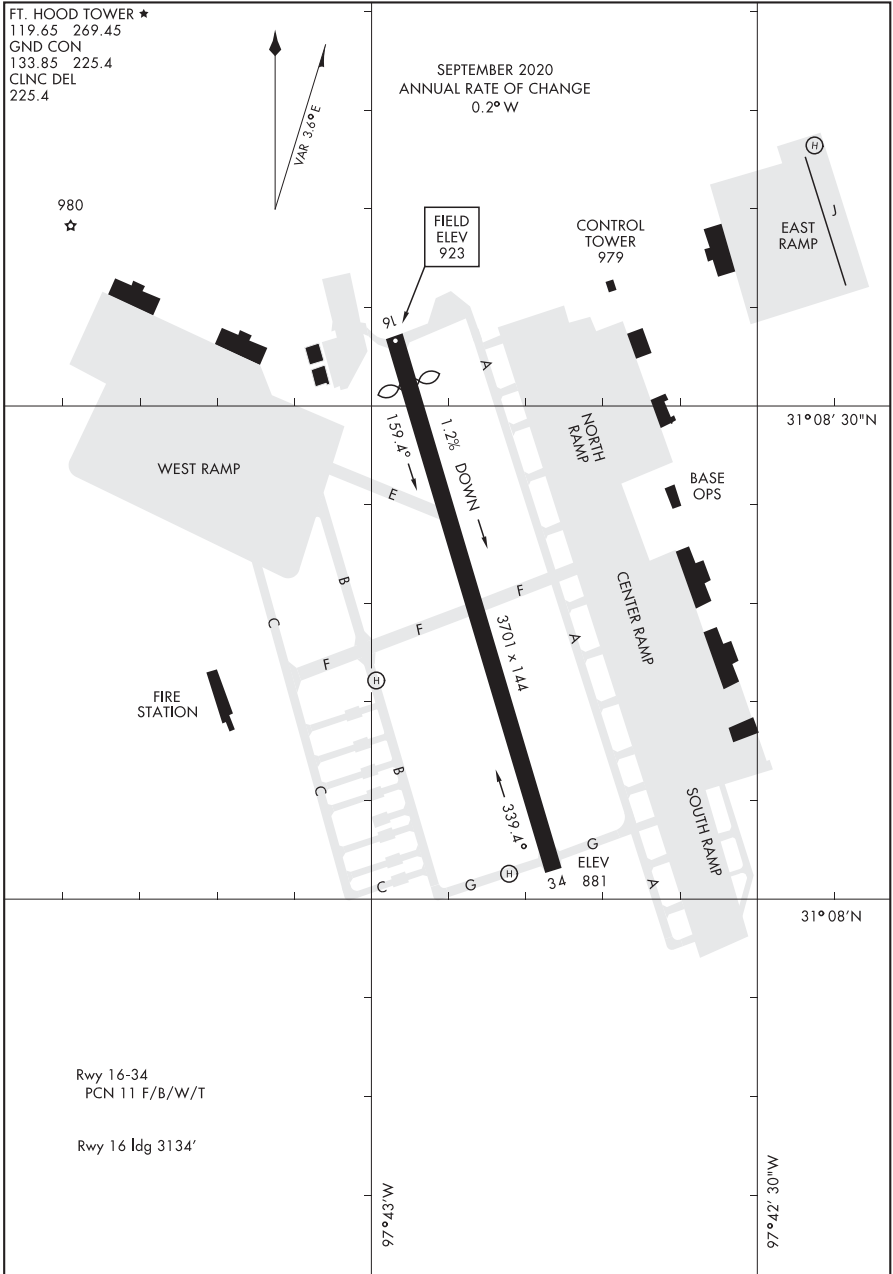 FT. HOOD TOWER ★
119.65 269.45
GND CON
133.85 225.4
CLNC DEL
225.4
VAR 3.6° E
SEPTEMBER 2020
ANNUAL RATE OF CHANGE
0.2° W
980
FIELD
ELEV
923
CONTROL
TOWER
979
H
J
EAST
RAMP
16
A
159.4°
1.2% DOWN
NORTH
RAMP
31° 08' 30"N
WEST RAMP
E
BASE
OPS
B
C
F
F
F
A
CENTER RAMP
3701 x 144
H
FIRE
STATION
B
C
339.4°
SOUTH RAMP
G
ELEV
881
H
34
C
G
A
31° 08'N
Rwy 16-34
PCN 11 F/B/W/T
Rwy 16 ldg 3134'
97° 43'W
97° 42' 30"W